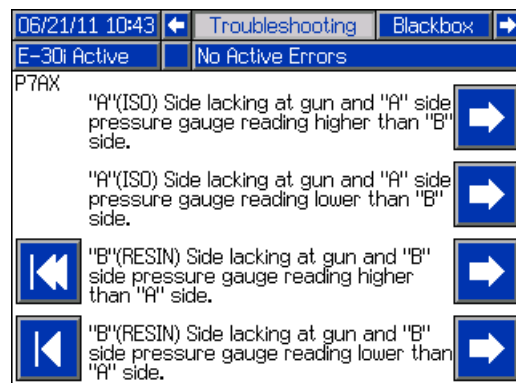 06/21/11 10:43 Troubleshooting Blackbox
E-30i Active No Active Errors
P7AX
"A"(ISO) Side lacking at gun and "A" side
pressure gauge reading higher than "B"
side.
"A"(ISO) Side lacking at gun and "A" side
pressure gauge reading lower than "B"
side.
"B"(RESIN) Side lacking at gun and "B"
side pressure gauge reading higher
than "A" side.
"B"(RESIN) Side lacking at gun and "B"
side pressure gauge reading lower than
"A" side.